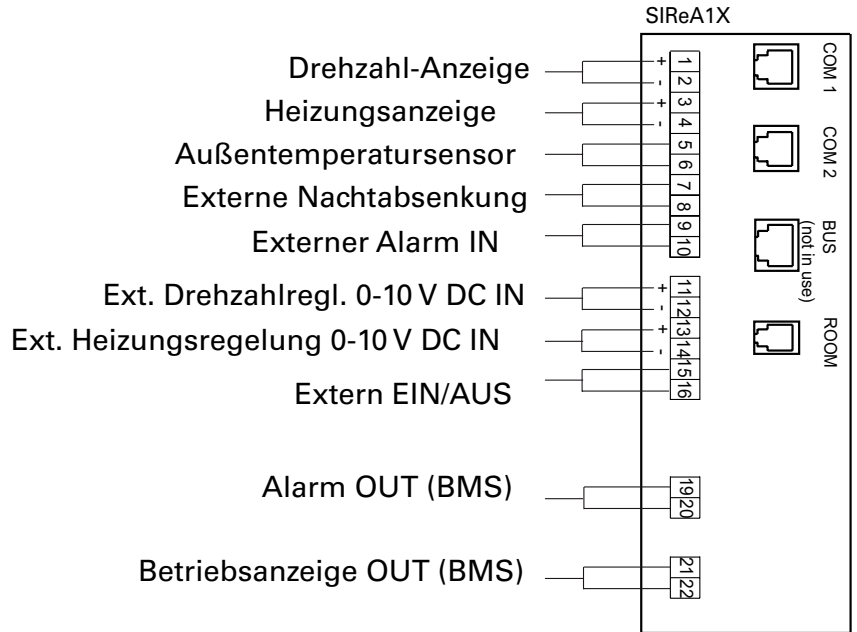 SIReA1X
Drehzahl-Anzeige
+ 1
- 2
Heizungsanzeige
+ 3
- 4
Außentemperatursensor
5
6
Externe Nachtabsenkung
7
8
Externer Alarm IN
9
10
Ext. Drehzahlregl. 0-10 V DC IN
+ 11
- 12
Ext. Heizungsregelung 0-10 V DC IN
+ 13
- 14
Extern EIN/AUS
15
16
Alarm OUT (BMS)
19
20
Betriebsanzeige OUT (BMS)
21
22
COM 1
COM 2
BUS
(not in use)
ROOM